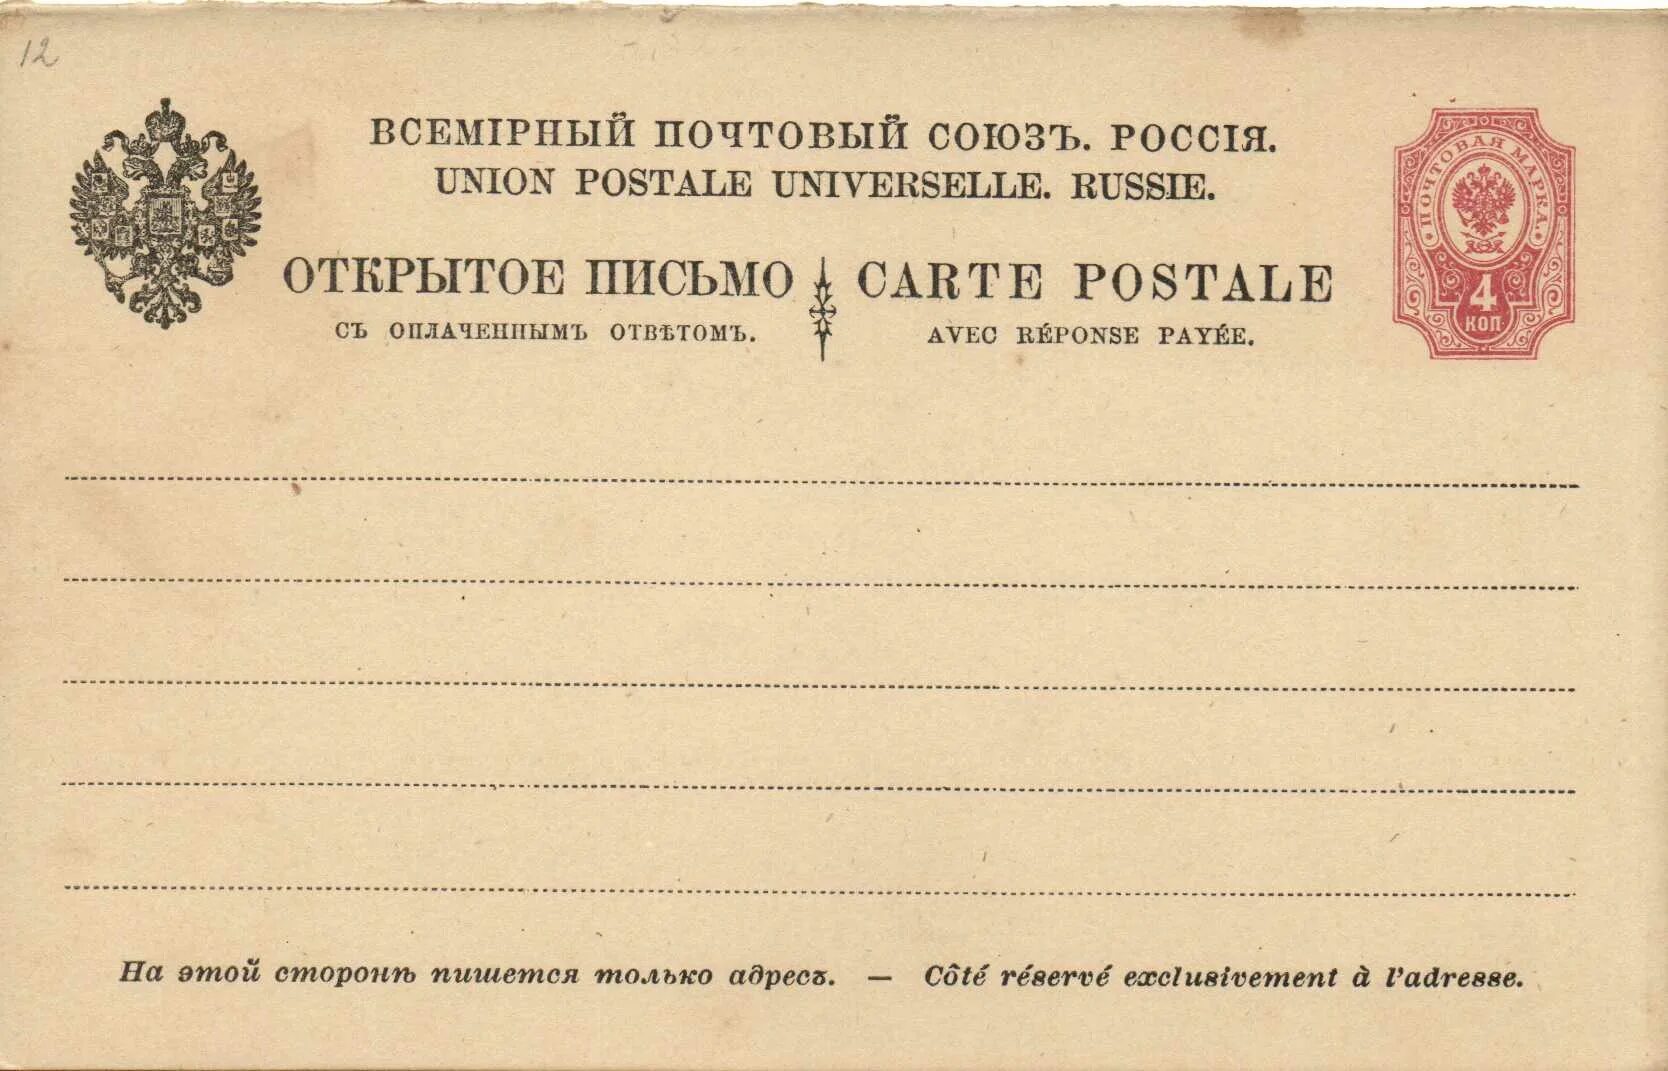 12
ВСЕМІРНЫЙ ПОЧТОВЫЙ СОЮЗЪ. РОССІЯ.
UNION POSTALE UNIVERSELLE. RUSSIE.
ОТКРЫТОЕ ПИСЬМО
СЪ ОПЛАЧЕННЫМЪ ОТВѢТОМЪ.
CARTE POSTALE
AVEC RÉPONSE PAYÉE.
ПОЧТОВАЯ МАРКА
4
КОП
На этой сторонѣ пишется только адресъ. — Côté réservé exclusivement à l'adresse.